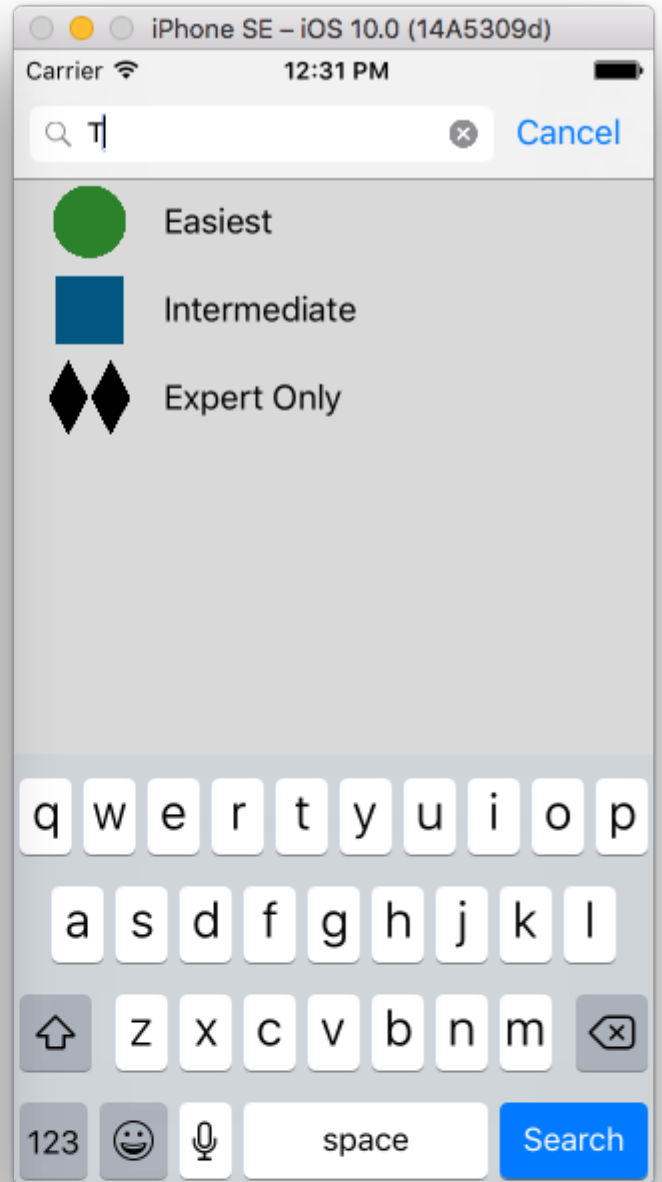 iPhone SE – iOS 10.0 (14A5309d)
Carrier 12:31 PM
T Cancel
Easiest
Intermediate
Expert Only
q w e r t y u i o p
a s d f g h j k l
z x c v b n m
123 space Search